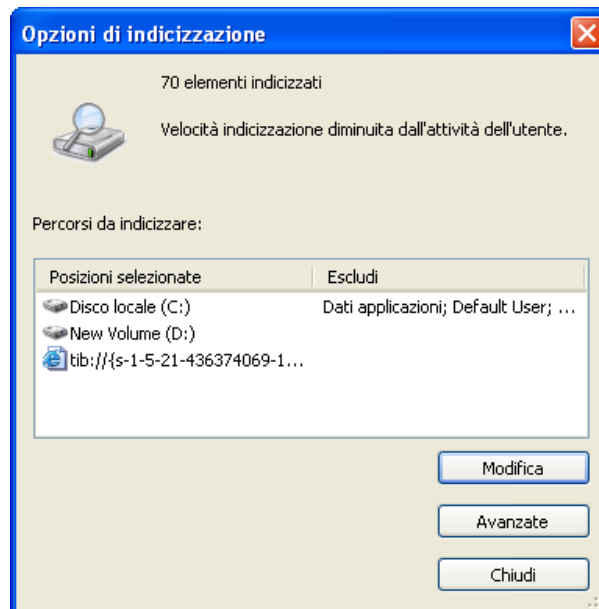 Opzioni di indicizzazione
70 elementi indicizzati
Velocità indicizzazione diminuita dall'attività dell'utente.
Percorsi da indicizzare:
Posizioni selezionate Escludi
Disco locale (C:) Dati applicazioni; Default User; ...
New Volume (D:)
tib://{s-1-5-21-436374069-1...
Modifica
Avanzate
Chiudi